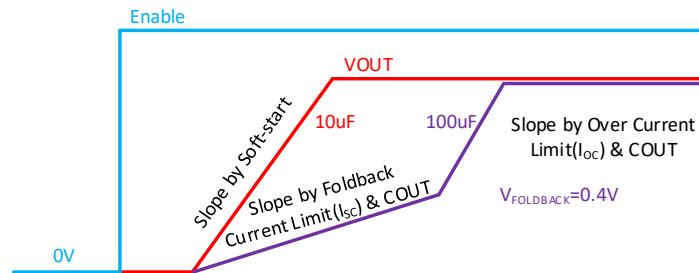 Enable
VOUT
Slope by Soft-start
10uF
100uF
Slope by Over Current
Limit(IOC) & COUT
Slope by Foldback
Current Limit(ISC) & COUT
VFOLDBACK=0.4V
0V